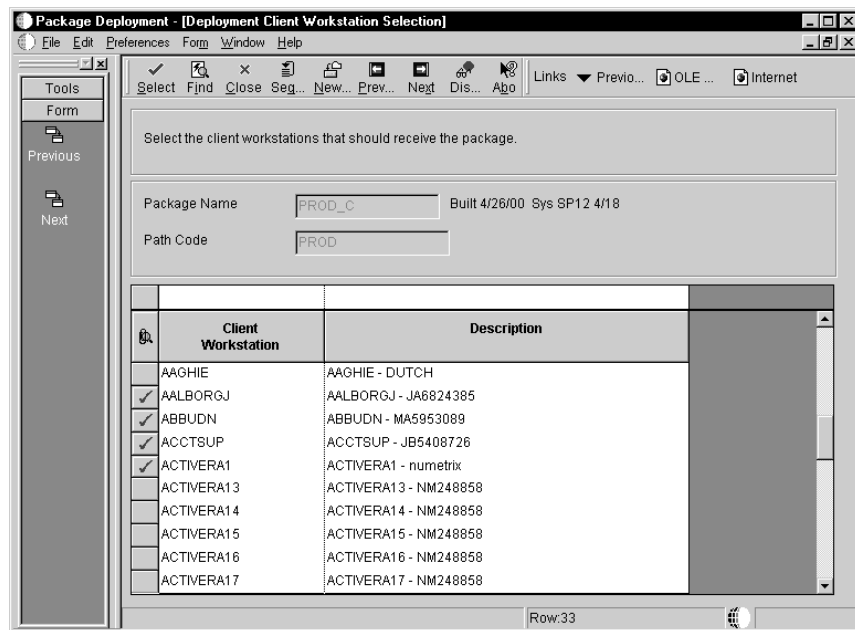 Package Deployment - [Deployment Client Workstation Selection]
File Edit Preferences Form Window Help
Tools
Form
Previous
Next
Select Find Close Seq... New... Prev... Next Dis... Abo Links Previo... OLE ... Internet
Select the client workstations that should receive the package.
Package Name PROD_C Built 4/26/00 Sys SP12 4/18
Path Code PROD
Client Workstation Description
AAGHIE AAGHIE - DUTCH
AALBORGJ AALBORGJ - JA6824385
ABBUDN ABBUDN - MA5953089
ACCTSUP ACCTSUP - JB5408726
ACTIVERA1 ACTIVERA1 - numetrix
ACTIVERA13 ACTIVERA13 - NM248858
ACTIVERA14 ACTIVERA14 - NM248858
ACTIVERA15 ACTIVERA15 - NM248858
ACTIVERA16 ACTIVERA16 - NM248858
ACTIVERA17 ACTIVERA17 - NM248858
Row:33